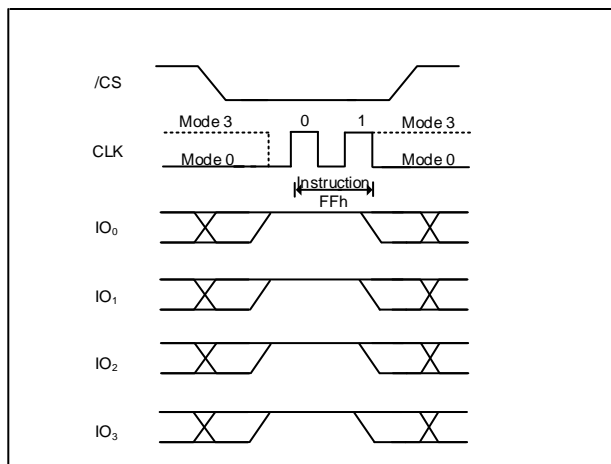 /CS
Mode 3 0 1 Mode 3
CLK
Mode 0 Mode 0
Instruction
FFh
IO₀
IO₁
IO₂
IO₃